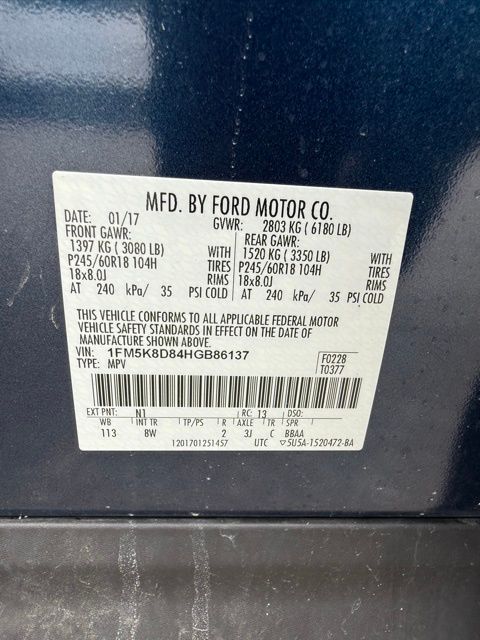 MFD. BY FORD MOTOR CO.
DATE: 01/17 GVWR: 2803 KG ( 6180 LB)
FRONT GAWR: REAR GAWR:
1397 KG ( 3080 LB) WITH 1520 KG ( 3350 LB) WITH
P245/60R18 104H TIRES P245/60R18 104H TIRES
18x8.0J RIMS 18x8.0J RIMS
AT 240 kPa/ 35 PSI COLD AT 240 kPa/ 35 PSI COLD
THIS VEHICLE CONFORMS TO ALL APPLICABLE FEDERAL MOTOR
VEHICLE SAFETY STANDARDS IN EFFECT ON THE DATE OF
MANUFACTURE SHOWN ABOVE.
VIN: 1FM5K8D84HGB86137 F0228
TYPE: MPV T0377
EXT PNT: N1 RC: 13 DSO:
WB INT TR TP/PS R AXLE TR SPR
113 8W 2 3J C BBAA
1201701251457 UTC ▽5U5A-1520472-BA